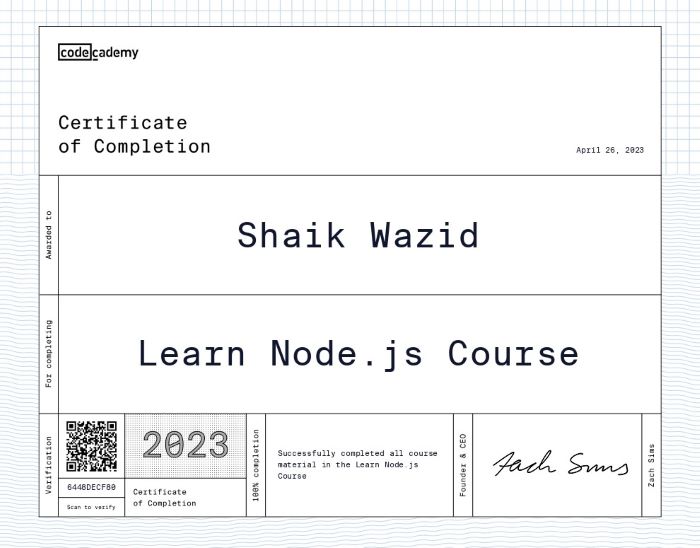 codecademy
Certificate
of Completion
April 26, 2023
Awarded to
Shaik Wazid
For completing
Learn Node.js Course
Verification
6448DECF80
Scan to verify
2023
Certificate
of Completion
100% completion
Successfully completed all course
material in the Learn Node.js
Course
Founder & CEO
Zach Sims
Zach Sims